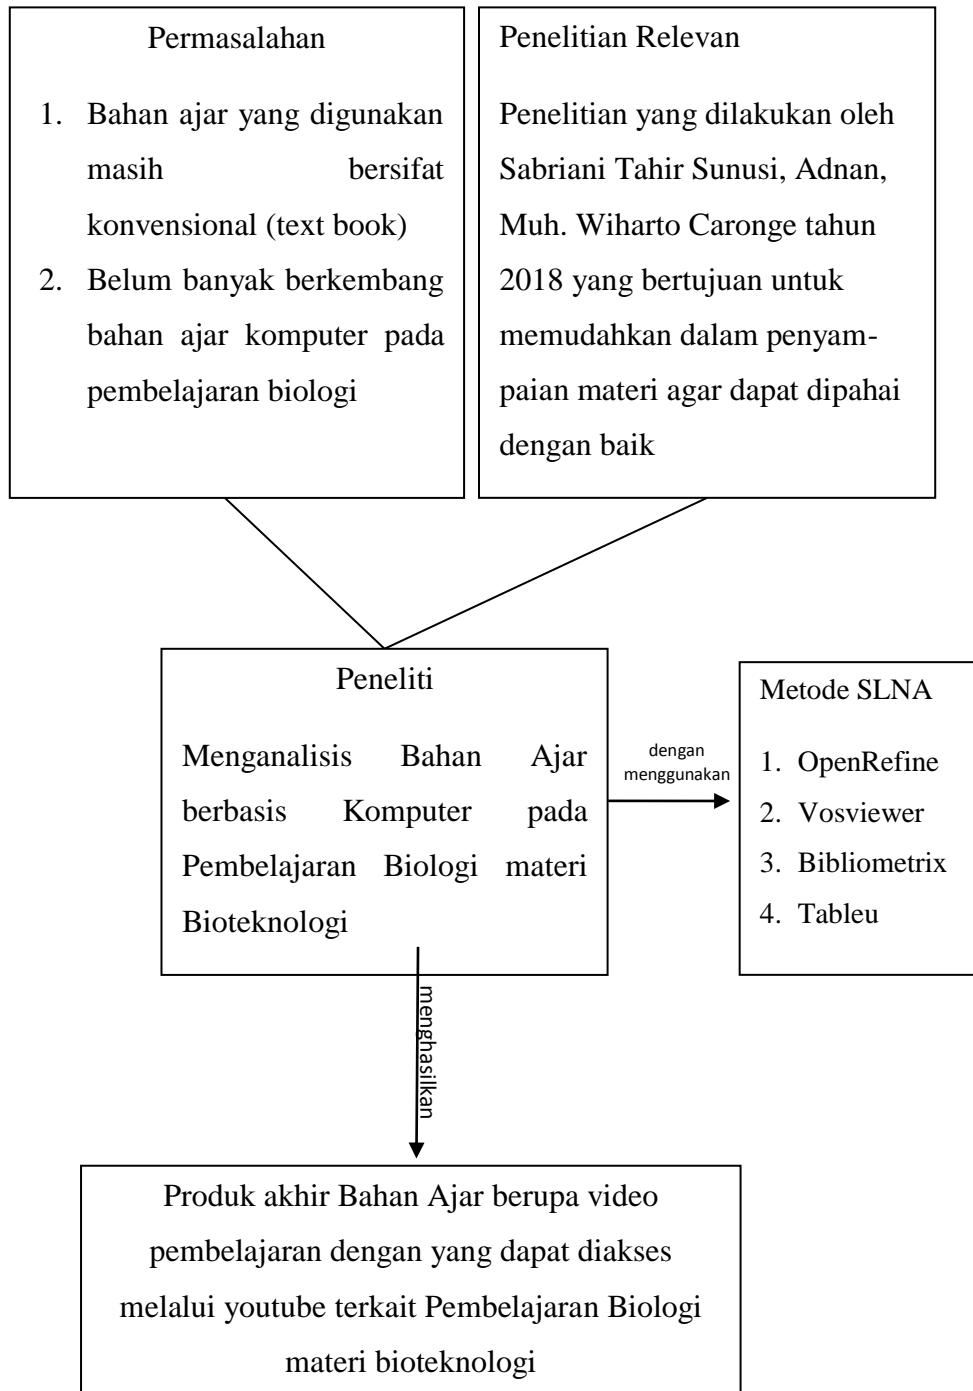 Permasalahan
1. Bahan ajar yang digunakan
masih bersifat
konvensional (text book)
2. Belum banyak berkembang
bahan ajar komputer pada
pembelajaran biologi
Penelitian Relevan
Penelitian yang dilakukan oleh
Sabriani Tahir Sunusi, Adnan,
Muh. Wiharto Caronge tahun
2018 yang bertujuan untuk
memudahkan dalam penyam-
paian materi agar dapat dipahai
dengan baik
Peneliti
Menganalisis Bahan Ajar
berbasis Komputer pada
Pembelajaran Biologi materi
Bioteknologi
dengan
menggunakan
Metode SLNA
1. OpenRefine
2. Vosviewer
3. Bibliometrix
4. Tableu
menghasilkan
Produk akhir Bahan Ajar berupa video
pembelajaran dengan yang dapat diakses
melalui youtube terkait Pembelajaran Biologi
materi bioteknologi